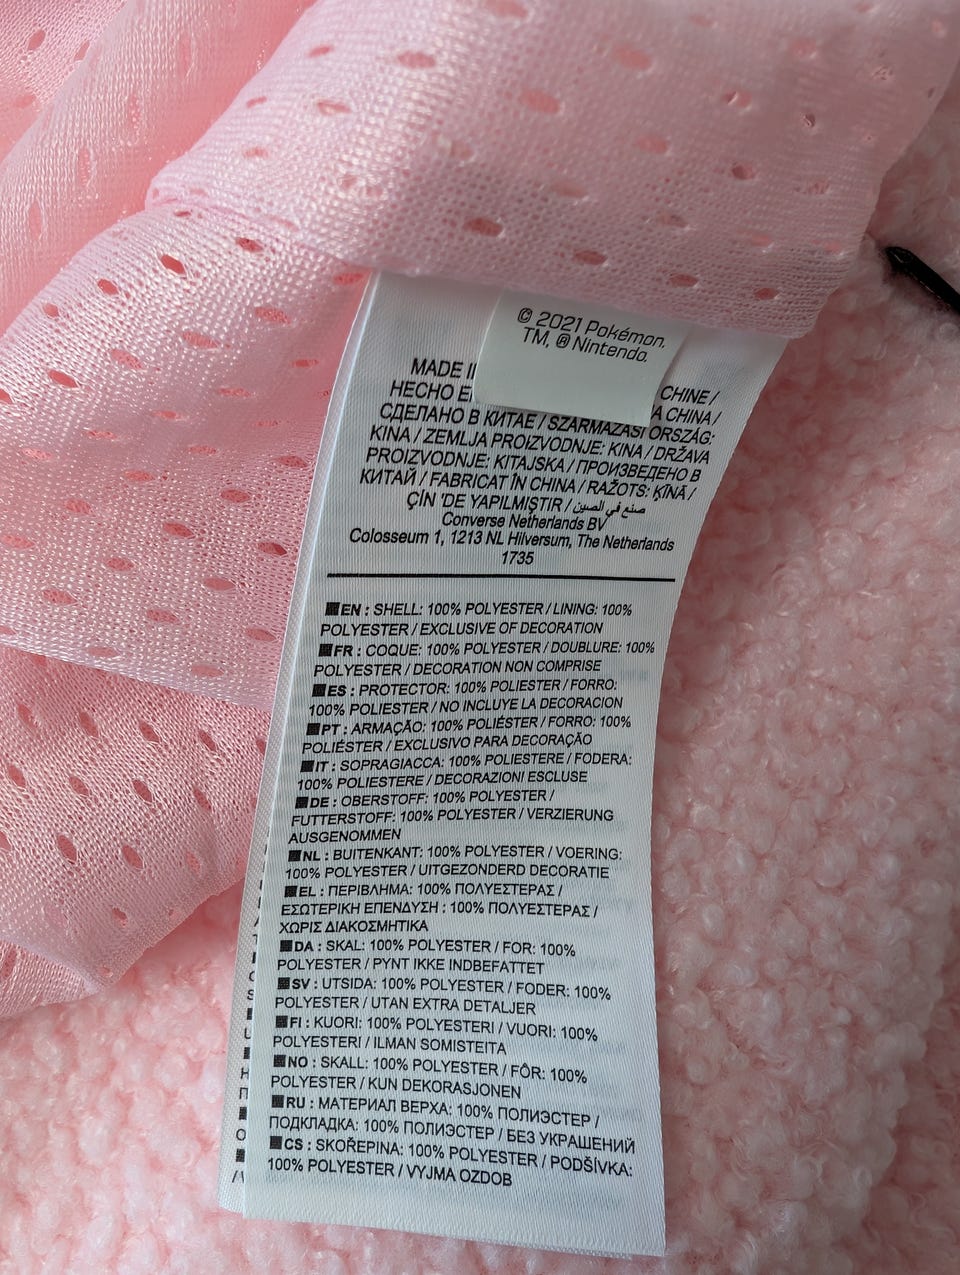 © 2021 Pokémon.
TM, ® Nintendo.
MADE CHINE /
HECHO A CHINA /
СДЕЛАНО В КИТАЕ / SZÁRMAZÁSI ORSZÁG:
KINA / ZEMLJA PROIZVODNJE: KINA / DRŽAVA
PROIZVODNJE: KITAJSKA / ПРОИЗВЕДЕНО В
КИТАЙ / FABRICAT ÎN CHINA / RAŽOTS: ĶĪNĀ /
ÇİN 'DE YAPILMIŞTIR / صنع في الصين
Converse Netherlands BV
Colosseum 1, 1213 NL Hilversum, The Netherlands
1735
EN : SHELL: 100% POLYESTER / LINING: 100%
POLYESTER / EXCLUSIVE OF DECORATION
FR : COQUE: 100% POLYESTER / DOUBLURE: 100%
POLYESTER / DECORATION NON COMPRISE
ES : PROTECTOR: 100% POLIESTER / FORRO:
100% POLIESTER / NO INCLUYE LA DECORACION
PT : ARMAÇÃO: 100% POLIÉSTER / FORRO: 100%
POLIÉSTER / EXCLUSIVO PARA DECORAÇÃO
IT : SOPRAGIACCA: 100% POLIESTERE / FODERA:
100% POLIESTERE / DECORAZIONI ESCLUSE
DE : OBERSTOFF: 100% POLYESTER /
FUTTERSTOFF: 100% POLYESTER / VERZIERUNG
AUSGENOMMEN
NL : BUITENKANT: 100% POLYESTER / VOERING:
100% POLYESTER / UITGEZONDERD DECORATIE
EL : ΠΕΡΙΒΛΗΜΑ: 100% ΠΟΛΥΕΣΤΕΡΑΣ /
ΕΣΩΤΕΡΙΚΗ ΕΠΕΝΔΥΣΗ : 100% ΠΟΛΥΕΣΤΕΡΑΣ /
ΧΩΡΙΣ ΔΙΑΚΟΣΜΗΤΙΚΑ
DA : SKAL: 100% POLYESTER / FOR: 100%
POLYESTER / PYNT IKKE INDBEFATTET
SV : UTSIDA: 100% POLYESTER / FODER: 100%
POLYESTER / UTAN EXTRA DETALJER
FI : KUORI: 100% POLYESTERI / VUORI: 100%
POLYESTERI / ILMAN SOMISTEITA
NO : SKALL: 100% POLYESTER / FÔR: 100%
POLYESTER / KUN DEKORASJONEN
RU : МАТЕРИАЛ ВЕРХА: 100% ПОЛИЭСТЕР /
ПОДКЛАДКА: 100% ПОЛИЭСТЕР / БЕЗ УКРАШЕНИЙ
CS : SKOŘEPINA: 100% POLYESTER / PODŠÍVKA:
100% POLYESTER / VYJMA OZDOB